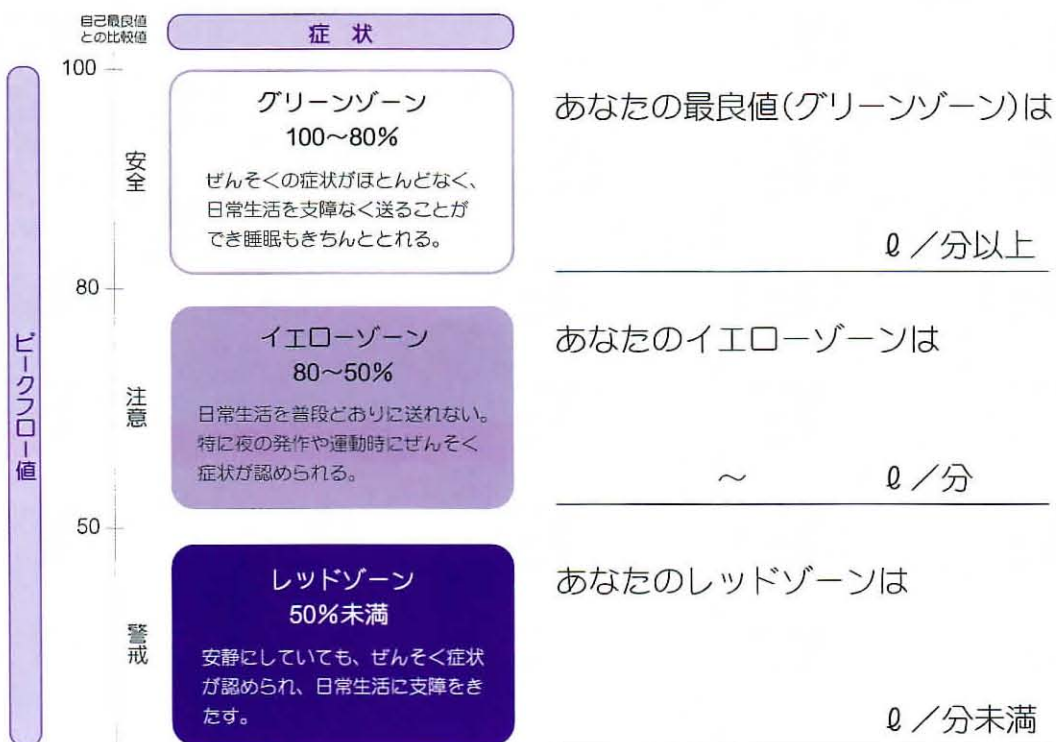 自己最良値
との比較値
症状
100
グリーンゾーン
100～80%
ぜんそくの症状がほとんどなく、
日常生活を支障なく送ることが
でき睡眠もきちんととれる。
安全
あなたの最良値(グリーンゾーン)は
ℓ／分以上
80
イエローゾーン
80～50%
日常生活を普段どおりに送れない。
特に夜の発作や運動時にぜんそく
症状が認められる。
注意
あなたのイエローゾーンは
～ ℓ／分
ピークフロー値
50
レッドゾーン
50%未満
安静にしていても、ぜんそく症状
が認められ、日常生活に支障をき
たす。
警戒
あなたのレッドゾーンは
ℓ／分未満